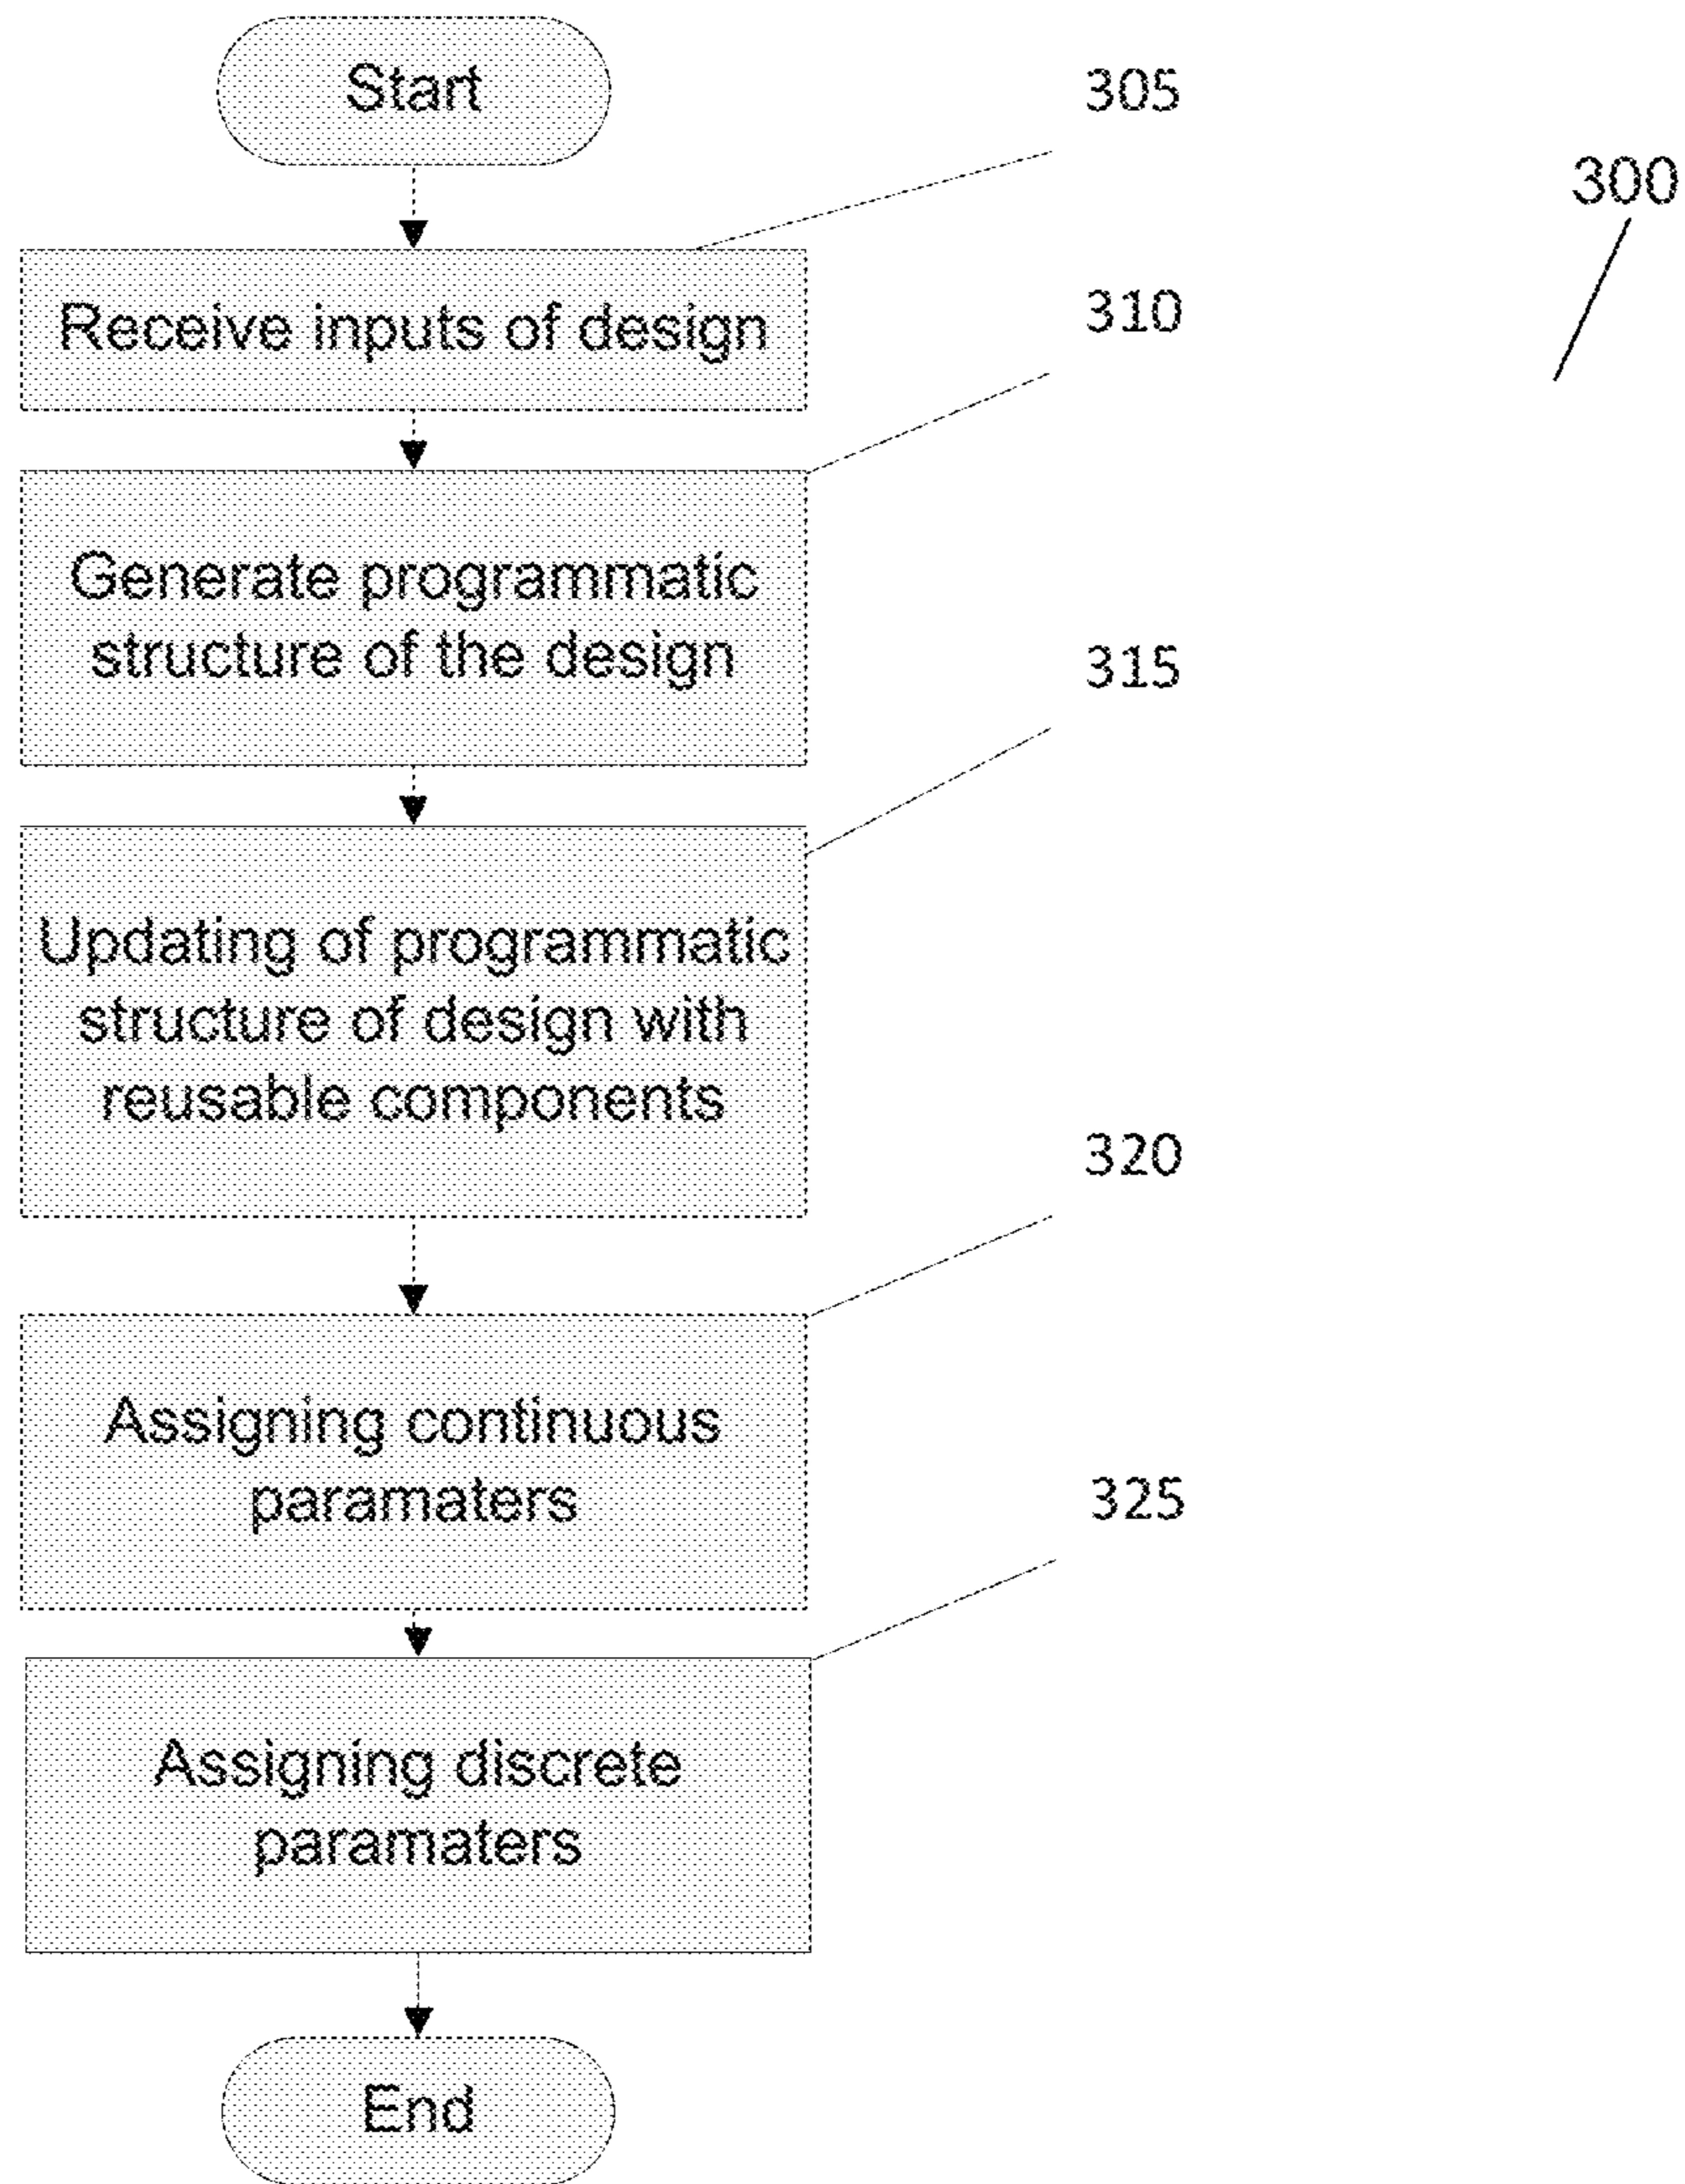 Start
305
300
Receive inputs of design
310
Generate programmatic
structure of the design
315
Updating of programmatic
structure of design with
reusable components
320
Assigning continuous
paramaters
325
Assigning discrete
paramaters
End